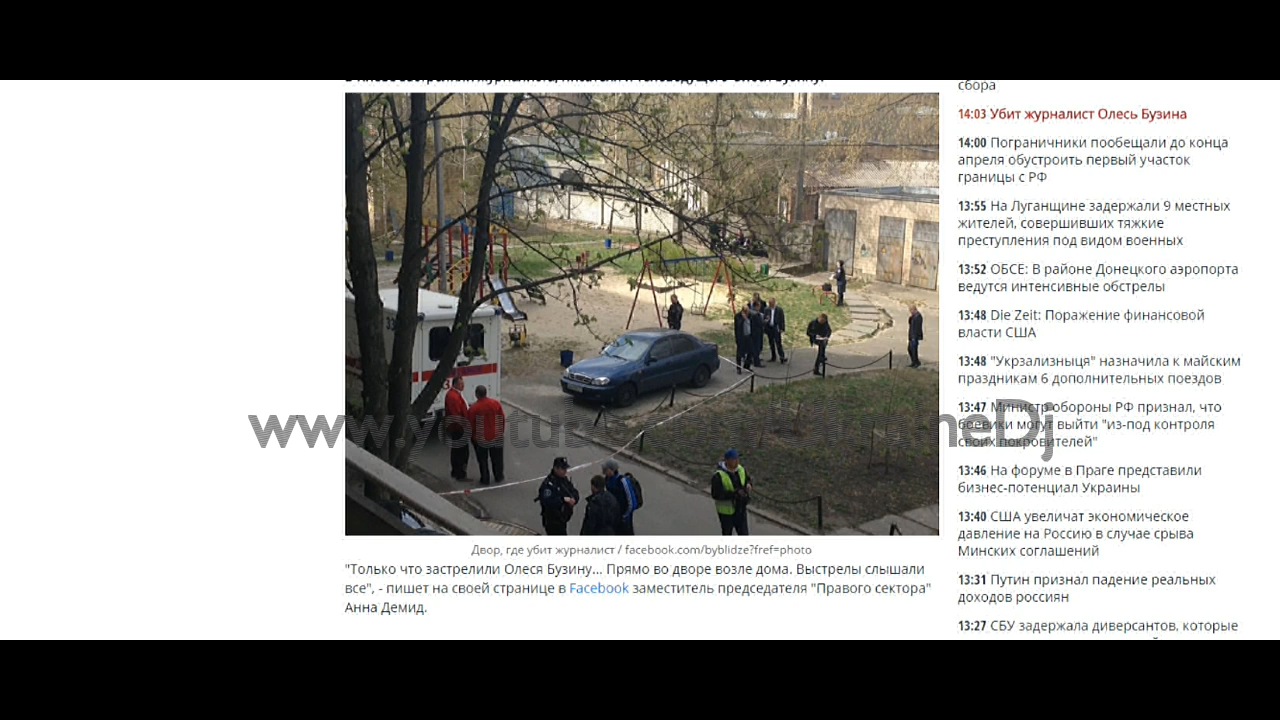 сбора
14:03 Убит журналист Олесь Бузина
14:00 Пограничники пообещали до конца
апреля обустроить первый участок
границы с РФ
13:55 На Луганщине задержали 9 местных
жителей, совершивших тяжкие
преступления под видом военных
13:52 ОБСЕ: В районе Донецкого аэропорта
ведутся интенсивные обстрелы
13:48 Die Zeit: Поражение финансовой
власти США
13:48 "Укрзализныця" назначила к майским
праздникам 6 дополнительных поездов
13:47 Министр обороны РФ признал, что
боевики могут выйти "из-под контроля
своих покровителей"
13:46 На форуме в Праге представили
бизнес-потенциал Украины
13:40 США увеличат экономическое
давление на Россию в случае срыва
Минских соглашений
13:31 Путин признал падение реальных
доходов россиян
13:27 СБУ задержала диверсантов, которые
Двор, где убит журналист / facebook.com/byblidze?fref=photo
"Только что застрелили Олеся Бузину... Прямо во дворе возле дома. Выстрелы слышали
все", - пишет на своей странице в Facebook заместитель председателя "Правого сектора"
Анна Демид.